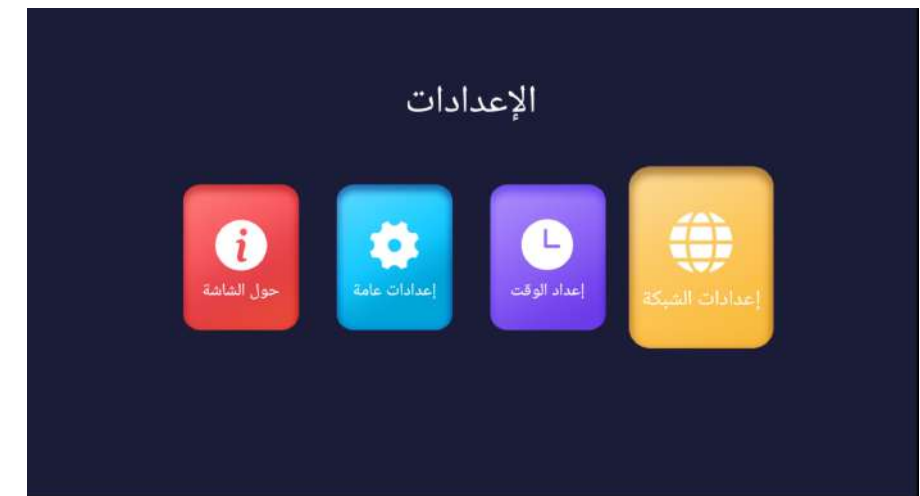 الإعدادات
إعدادات الشبكة
إعداد الوقت
إعدادات عامة
حول الشاشة